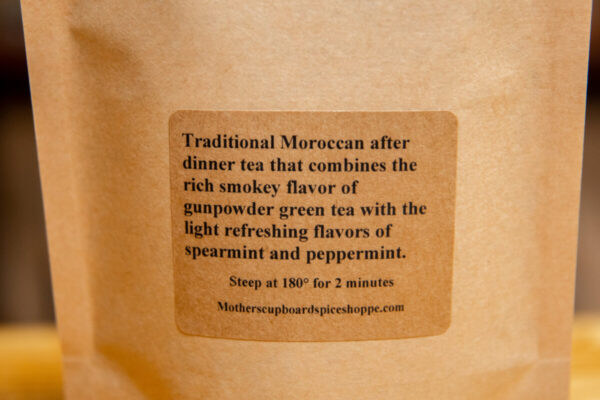 Traditional Moroccan after
dinner tea that combines the
rich smokey flavor of
gunpowder green tea with the
light refreshing flavors of
spearmint and peppermint.
Steep at 180° for 2 minutes
Motherscupboardspiceshoppe.com